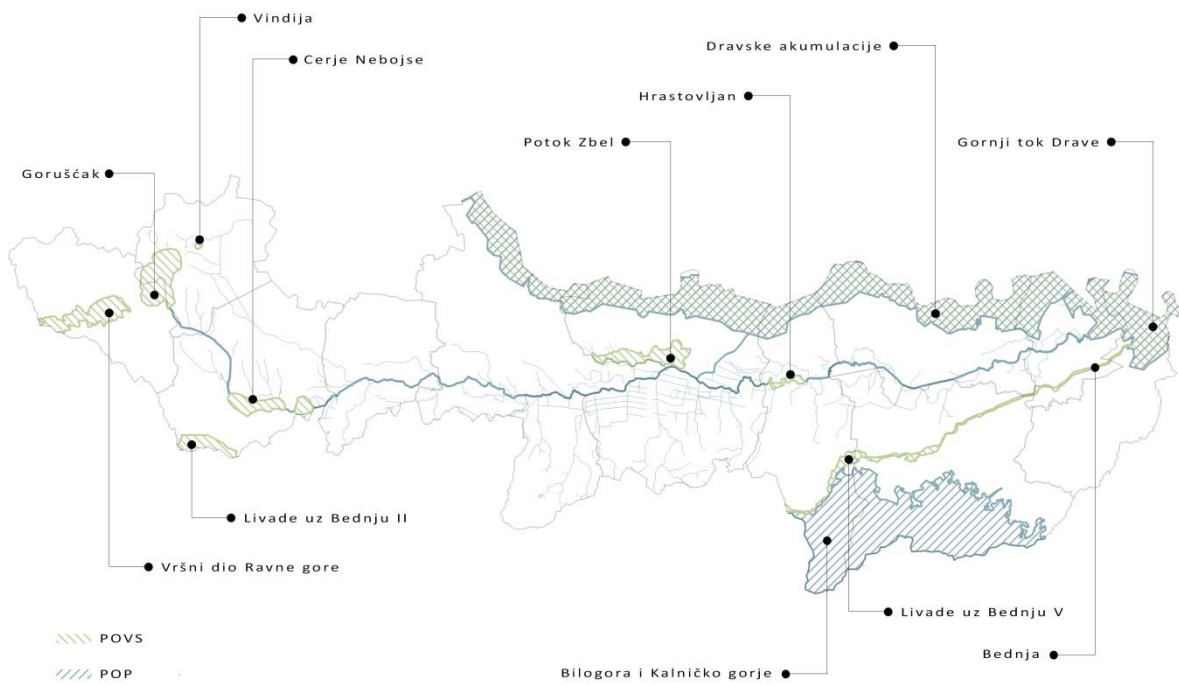 Vindija
Cerje Nebojse
Dravske akumulacije
Hrastovljan
Potok Zbel
Gornji tok Drave
Gorušćak
Livade uz Bednju II
Vršni dio Ravne gore
Livade uz Bednju V
POVS
Bednja
POP
Bilogora i Kalničko gorje